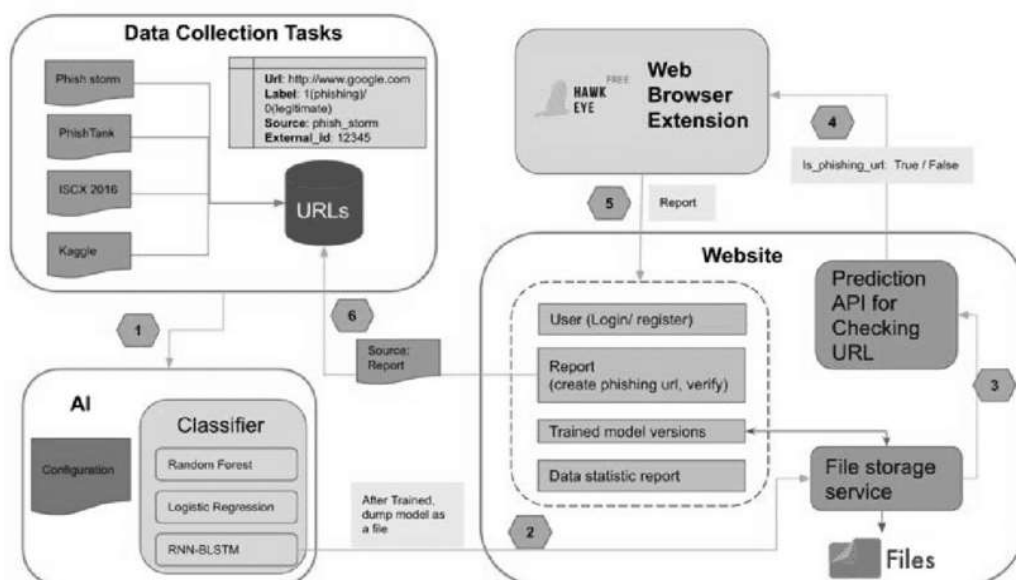 Data Collection Tasks
Phish storm
PhishTank
ISCX 2016
Kaggle
Url: http://www.google.com
Label: 1(phishing)/
0(legitimate)
Source: phish_storm
External_id: 12345
URLs
HAWK
EYE
FREE
Web
Browser
Extension
4
Is_phishing_url: True / False
5
Report
Website
User (Login/ register)
Report
(create phishing url, verify)
Trained model versions
Data statistic report
Prediction
API for
Checking
URL
3
File storage
service
Files
6
Source:
Report
1
AI
Configuration
Classifier
Random Forest
Logistic Regression
RNN-BLSTM
After Trained,
dump model as
a file
2